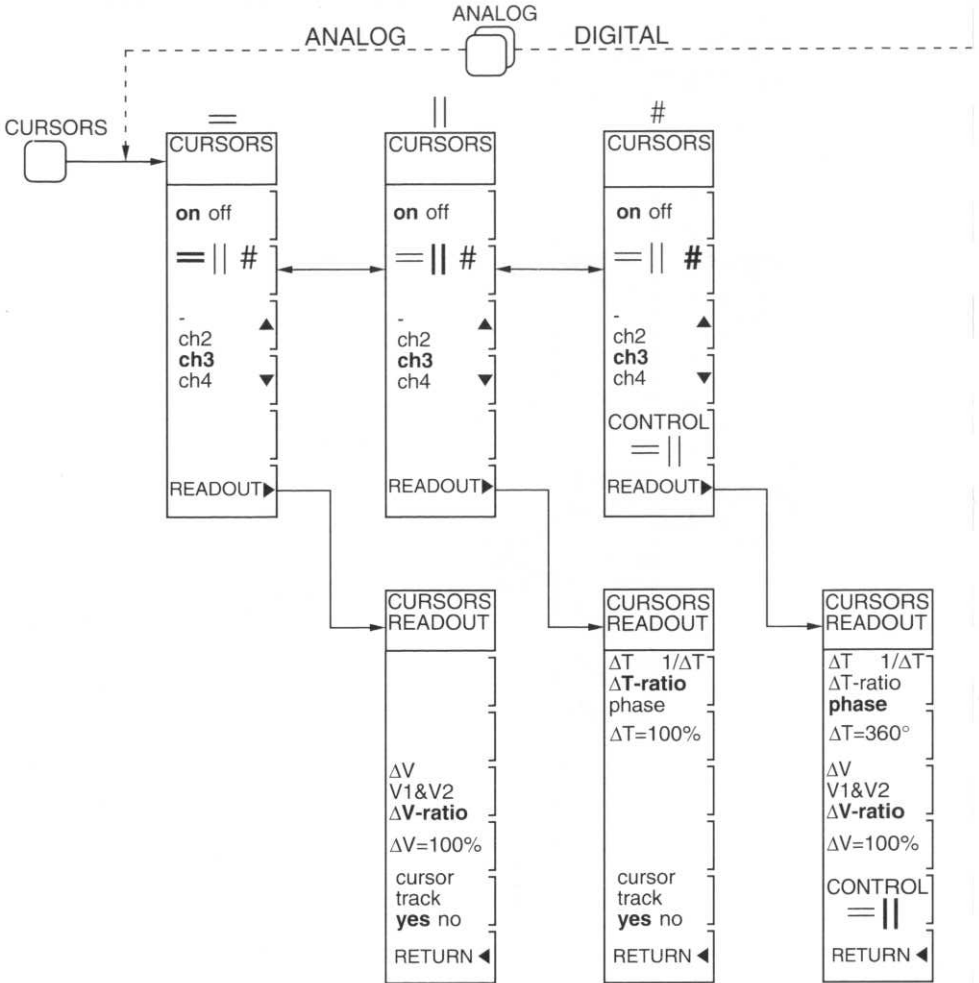 ANALOG
ANALOG DIGITAL
CURSORS
=
CURSORS
on off
= || #
-
ch2
ch3
ch4
READOUT▶
||
CURSORS
on off
= || #
-
ch2
ch3
ch4
READOUT▶
#
CURSORS
on off
= || #
-
ch2
ch3
ch4
CONTROL
= ||
READOUT▶
CURSORS
READOUT
ΔV
V1&V2
ΔV-ratio
ΔV=100%
cursor
track
yes no
RETURN◀
CURSORS
READOUT
ΔT 1/ΔT
ΔT-ratio
phase
ΔT=100%
cursor
track
yes no
RETURN◀
CURSORS
READOUT
ΔT 1/ΔT
ΔT-ratio
phase
ΔT=360°
ΔV
V1&V2
ΔV-ratio
ΔV=100%
CONTROL
= ||
RETURN◀